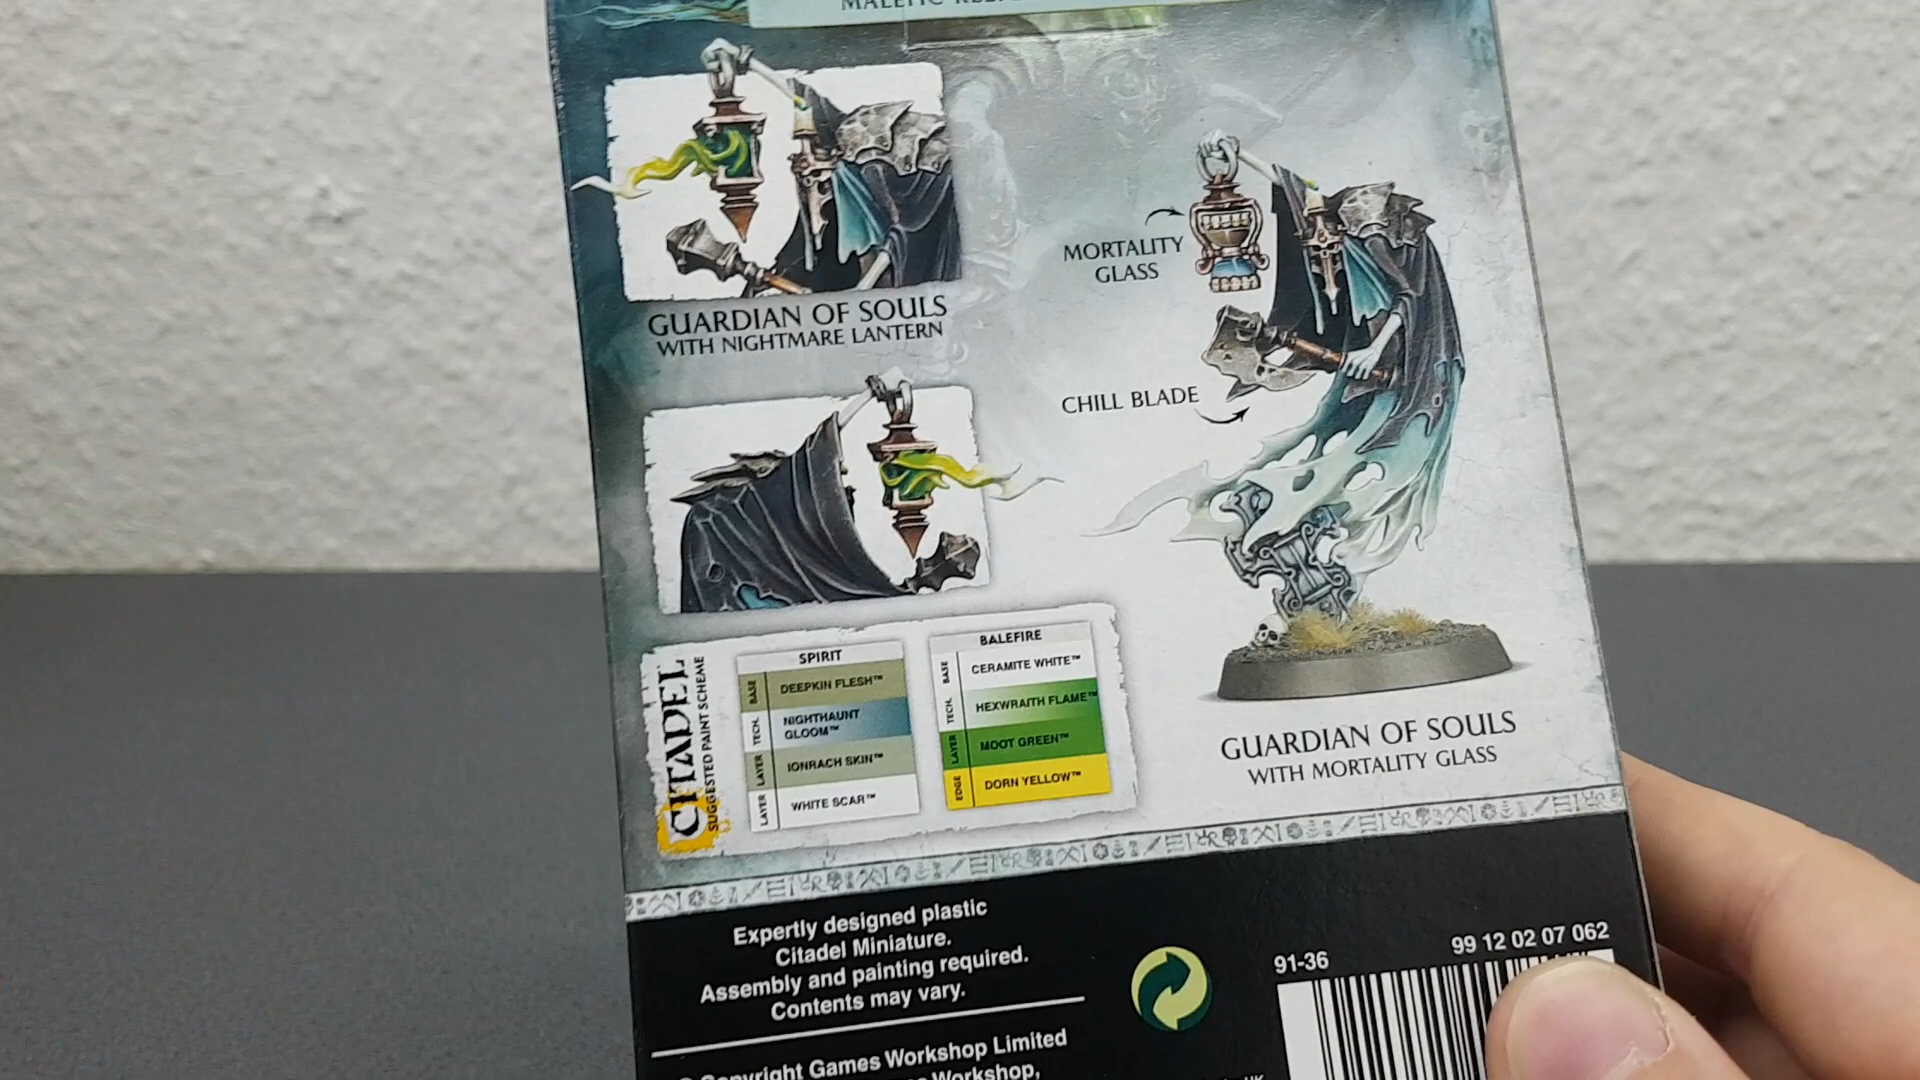 MALEFIC
GUARDIAN OF SOULS
WITH NIGHTMARE LANTERN
MORTALITY
GLASS
CHILL BLADE
CITADEL
SUGGESTED PAINT SCHEME
SPIRIT
BASE DEEPKIN FLESH™
TECH. NIGHTHAUNT
GLOOM™
LAYER IONRACH SKIN™
LAYER WHITE SCAR™
BALEFIRE
BASE CERAMITE WHITE™
TECH. HEXWRAITH FLAME™
LAYER MOOT GREEN™
EDGE DORN YELLOW™
GUARDIAN OF SOULS
WITH MORTALITY GLASS
Expertly designed plastic
Citadel Miniature.
Assembly and painting required.
Contents may vary.
91-36
99 12 02 07 062
Copyright Games Workshop Limited
Workshop,